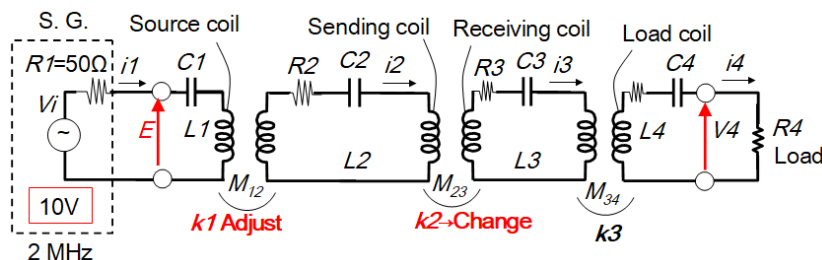 S. G.
Source coil
Sending coil
Receiving coil
Load coil
R1=50Ω
i1
C1
R2
C2
i2
R3
C3
i3
C4
i4
Vi
~
E
L1
L2
L3
L4
V4
R4
Load
10V
M12
M23
M34
k1 Adjust
k2→Change
k3
2 MHz